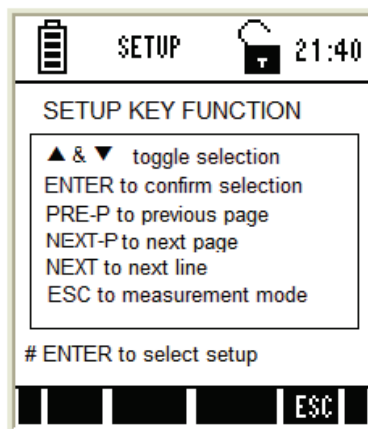 SETUP 21:40
SETUP KEY FUNCTION
▲ & ▼ toggle selection
ENTER to confirm selection
PRE-P to previous page
NEXT-P to next page
NEXT to next line
ESC to measurement mode
# ENTER to select setup
ESC